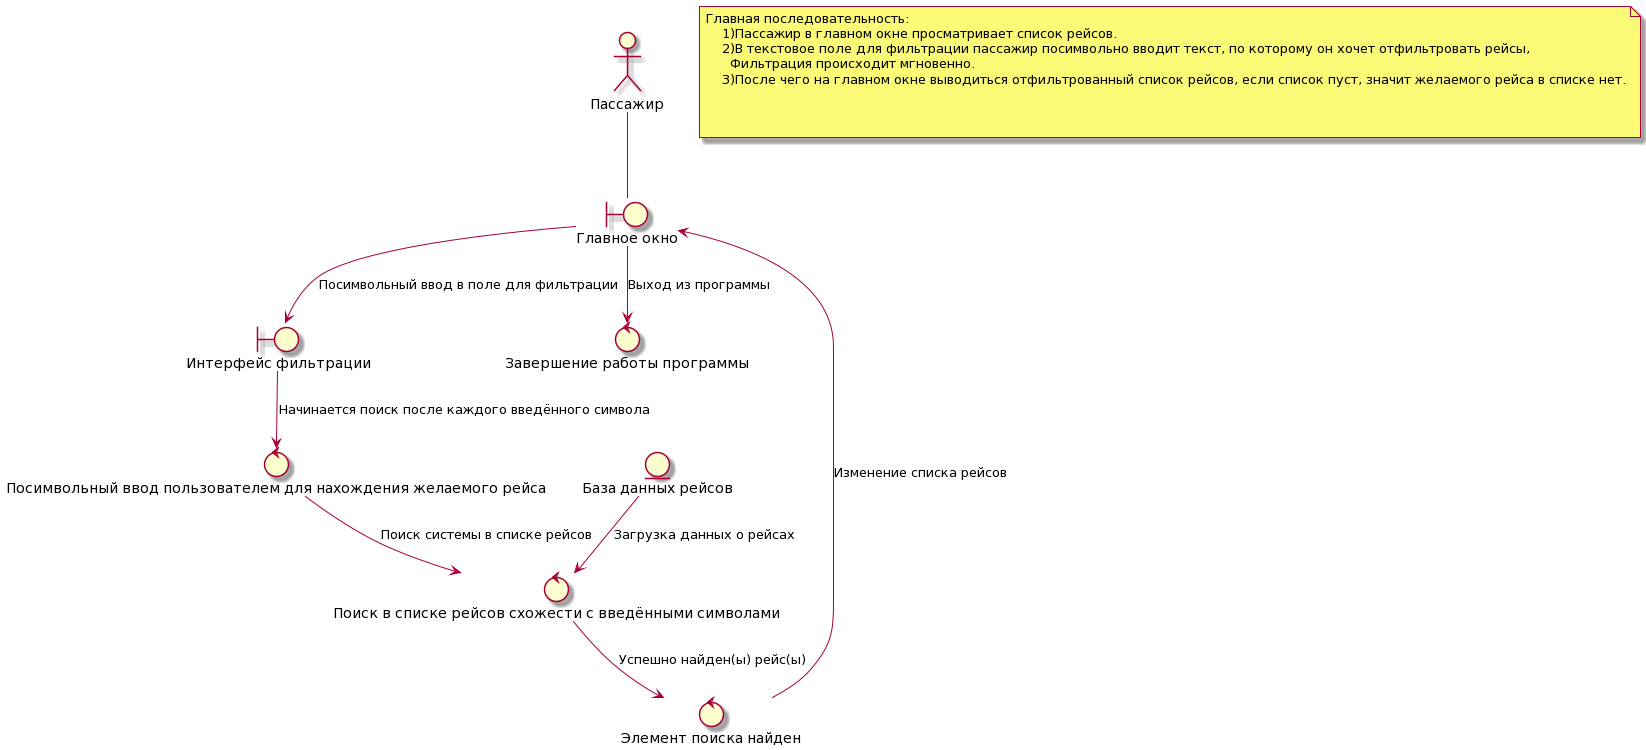 Главная последовательность:
1)Пассажир в главном окне просматривает список рейсов.
2)В текстовое поле для фильтрации пассажир посимвольно вводит текст, по которому он хочет отфильтровать рейсы,
Фильтрация происходит мгновенно.
3)После чего на главном окне выводиться отфильтрованный список рейсов, если список пуст, значит желаемого рейса в списке нет.
Пассажир
Главное окно
Посимвольный ввод в поле для фильтрации
Выход из программы
Интерфейс фильтрации
Завершение работы программы
Начинается поиск после каждого введённого символа
Изменение списка рейсов
Посимвольный ввод пользователем для нахождения желаемого рейса
База данных рейсов
Поиск системы в списке рейсов
Загрузка данных о рейсах
Поиск в списке рейсов схожести с введёнными символами
Успешно найден(ы) рейс(ы)
Элемент поиска найден